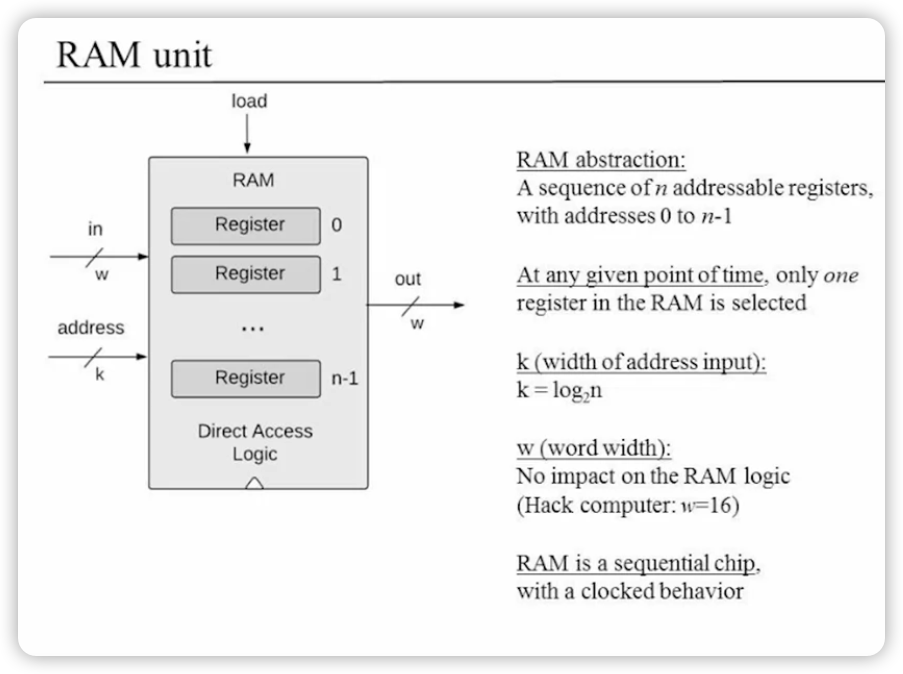 RAM unit
load
RAM
Register 0
in
w
Register 1
out
w
address
k
...
Register n-1
Direct Access
Logic
RAM abstraction:
A sequence of n addressable registers,
with addresses 0 to n-1
At any given point of time, only one
register in the RAM is selected
k (width of address input):
k = log₂n
w (word width):
No impact on the RAM logic
(Hack computer: w=16)
RAM is a sequential chip,
with a clocked behavior